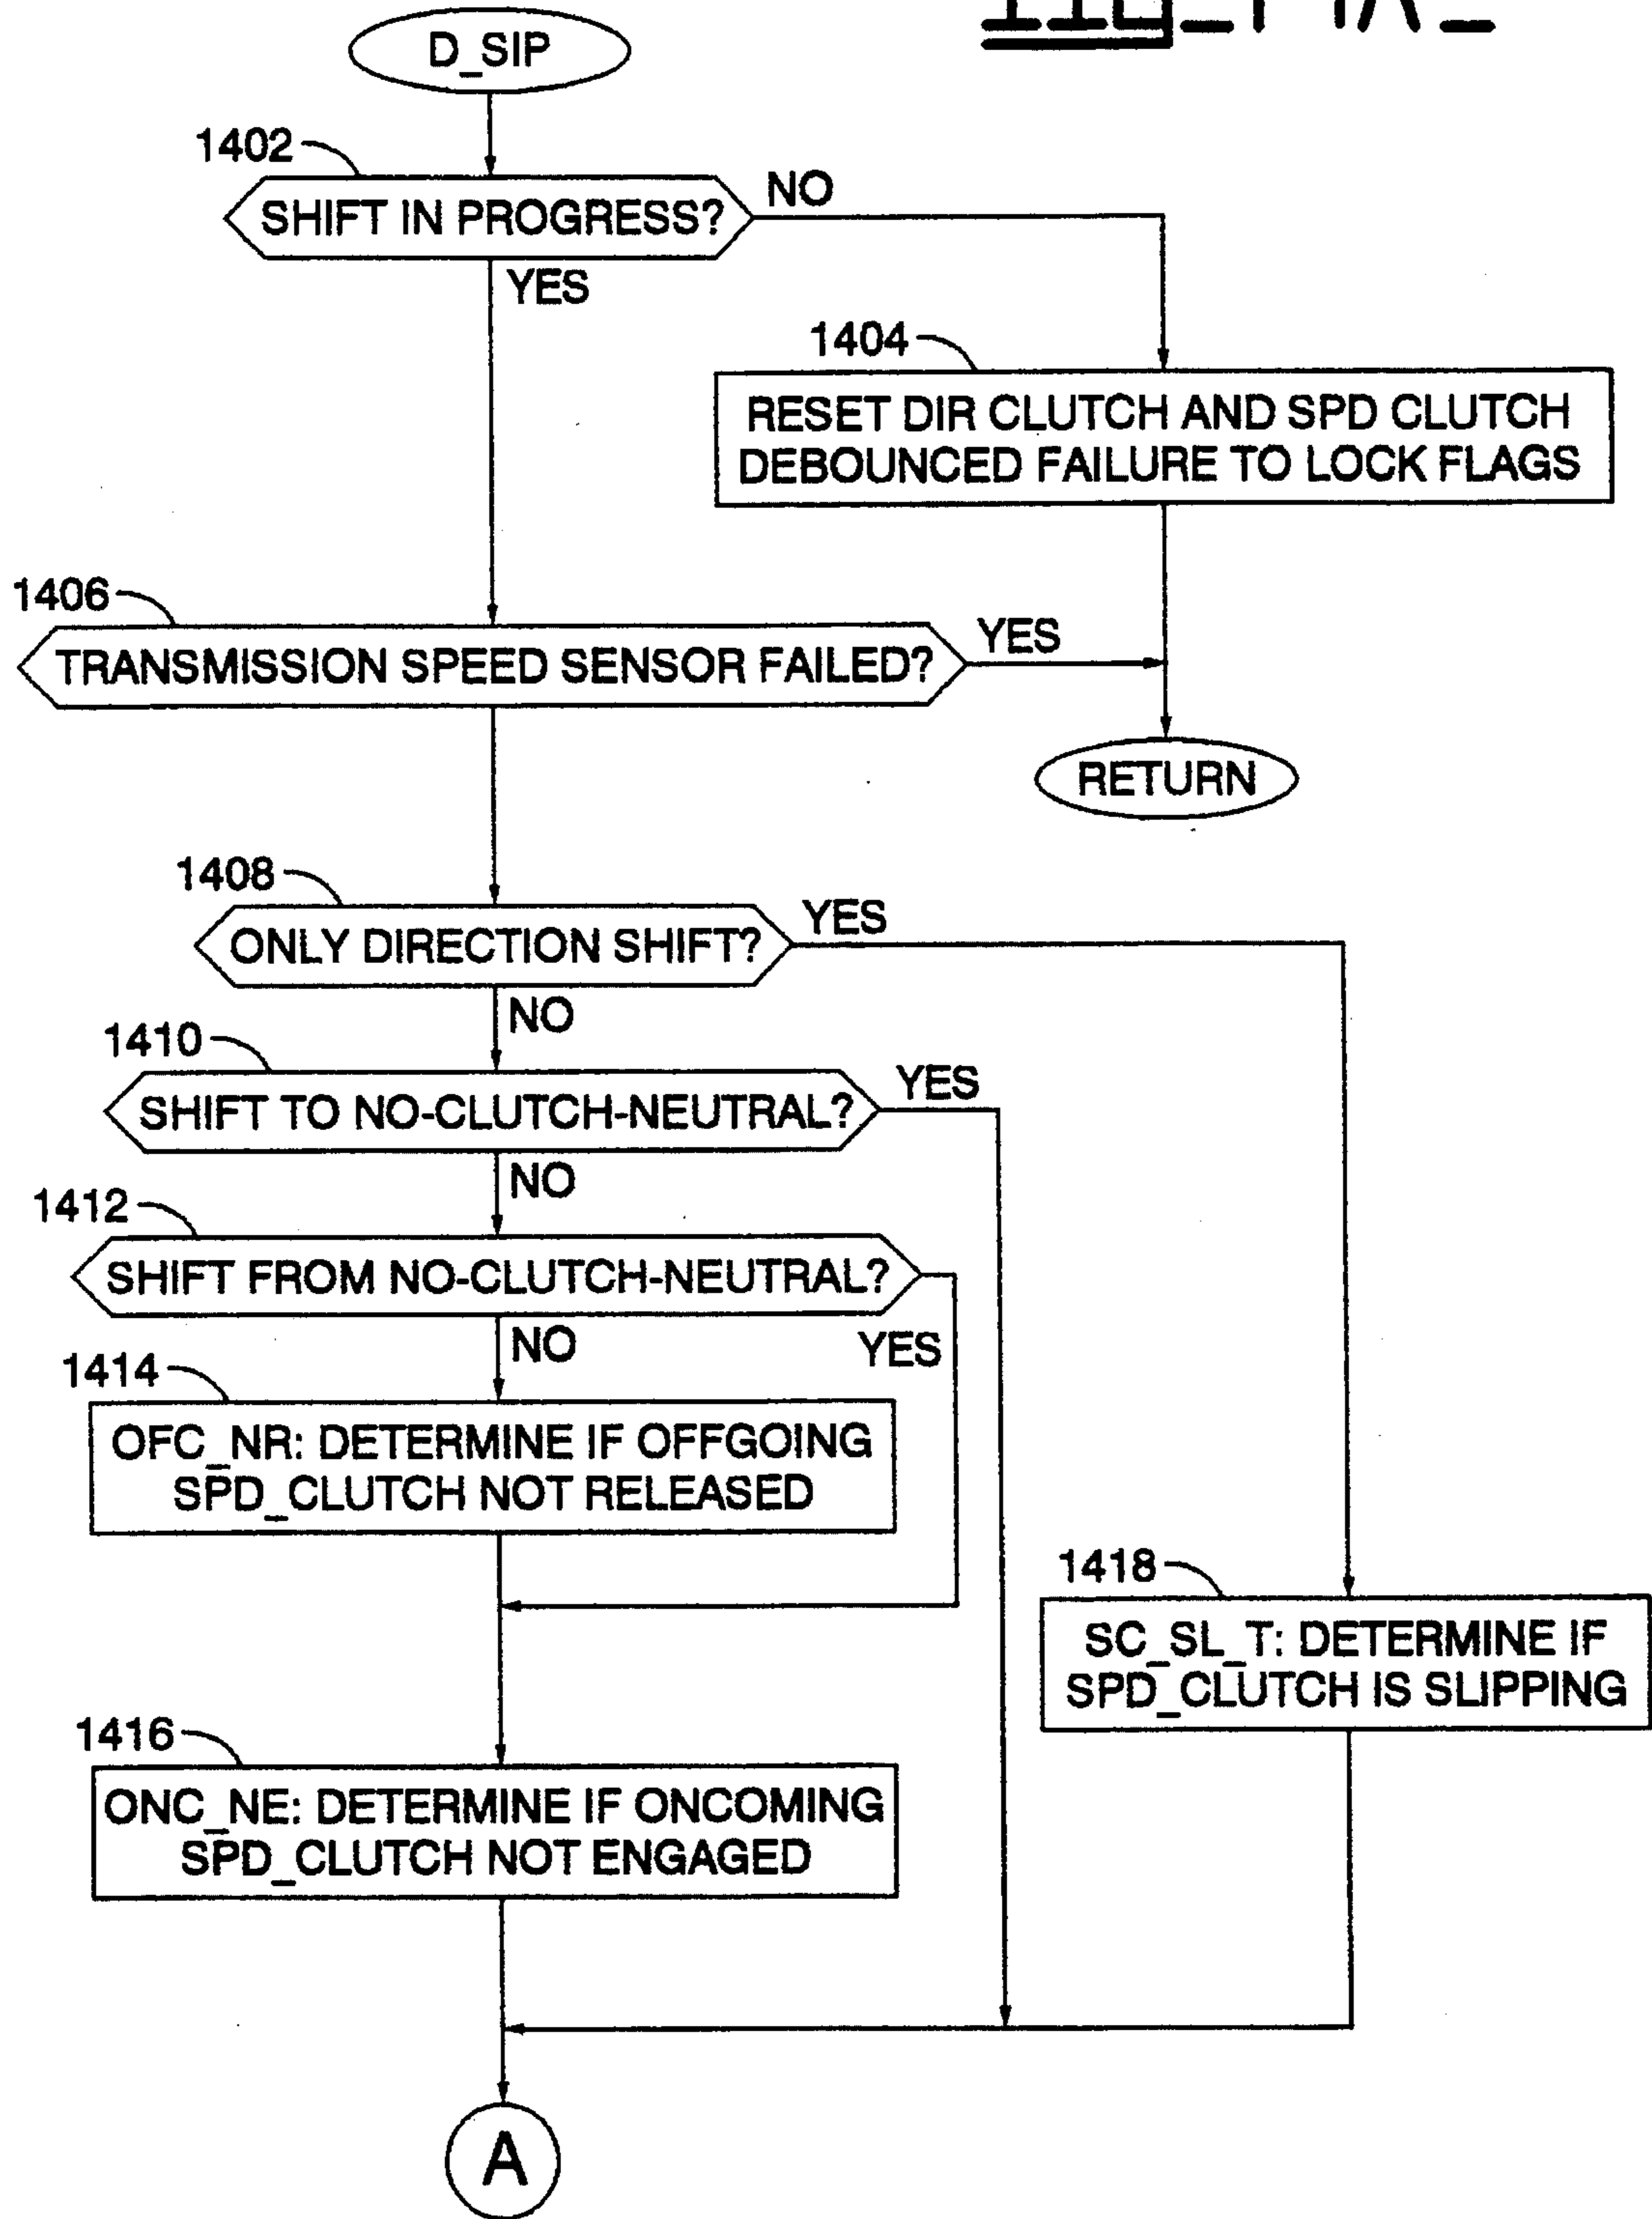 D_SIP
1402
SHIFT IN PROGRESS?
NO
YES
1404
RESET DIR CLUTCH AND SPD CLUTCH
DEBOUNCED FAILURE TO LOCK FLAGS
1406
TRANSMISSION SPEED SENSOR FAILED?
YES
RETURN
1408
ONLY DIRECTION SHIFT?
YES
NO
1410
SHIFT TO NO-CLUTCH-NEUTRAL?
YES
NO
1412
SHIFT FROM NO-CLUTCH-NEUTRAL?
NO
YES
1414
OFC_NR: DETERMINE IF OFFGOING
SPD_CLUTCH NOT RELEASED
1418
SC_SL_T: DETERMINE IF
SPD_CLUTCH IS SLIPPING
1416
ONC_NE: DETERMINE IF ONCOMING
SPD_CLUTCH NOT ENGAGED
A